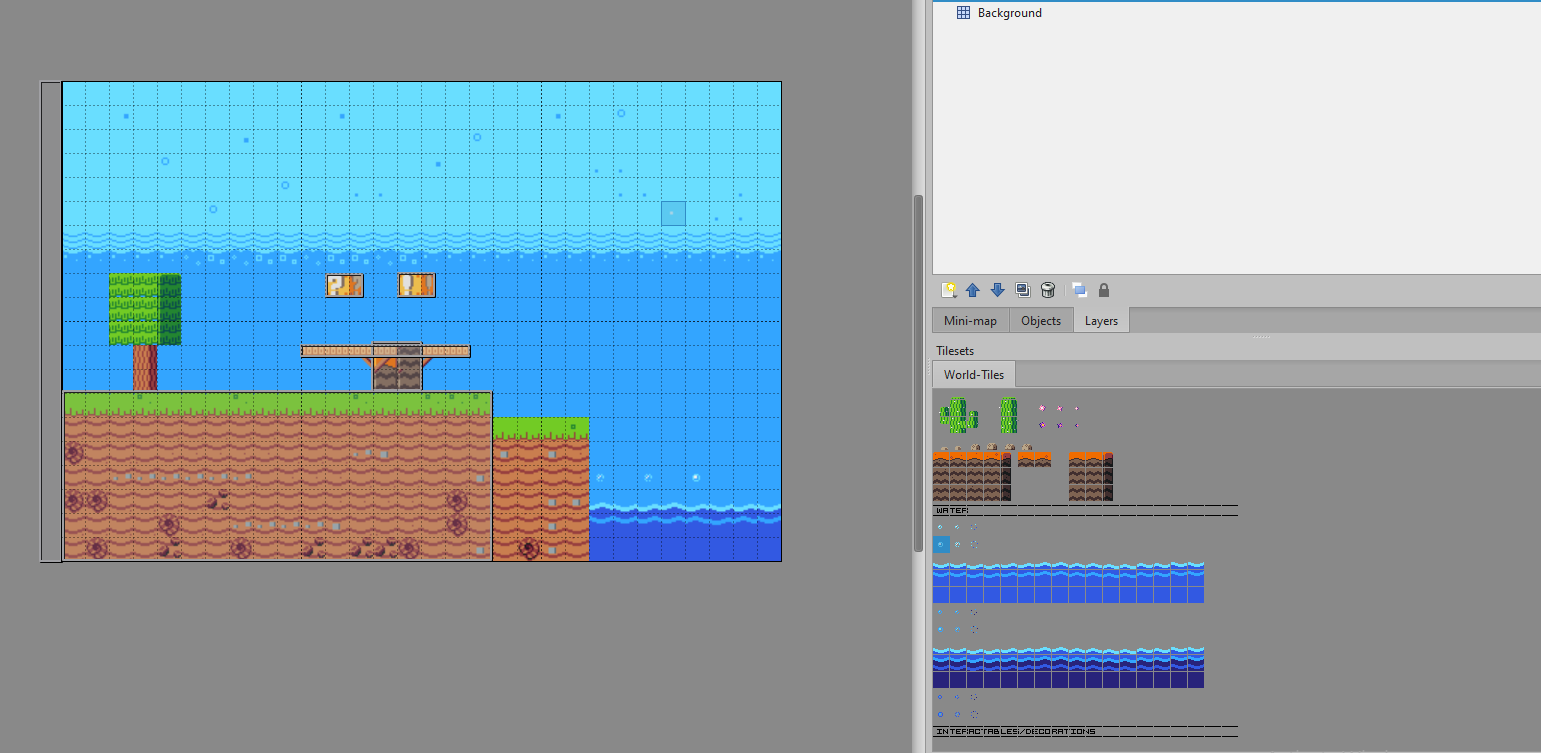 Background
Mini-map
Objects
Layers
Tilesets
World-Tiles
WATER:
INTERACTABLES/DECORATIONS